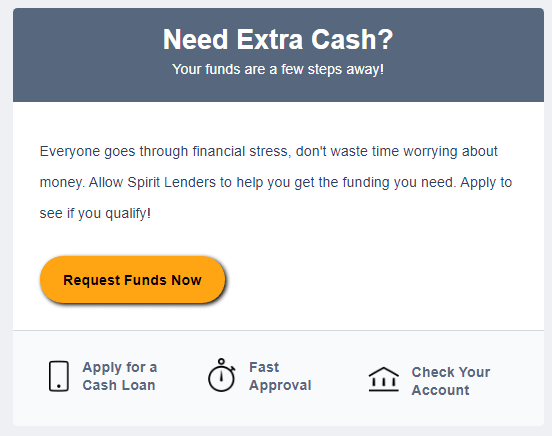 Need Extra Cash?
Your funds are a few steps away!
Everyone goes through financial stress, don't waste time worrying about
money. Allow Spirit Lenders to help you get the funding you need. Apply to
see if you qualify!
Request Funds Now
Apply for a
Cash Loan
Fast
Approval
Check Your
Account